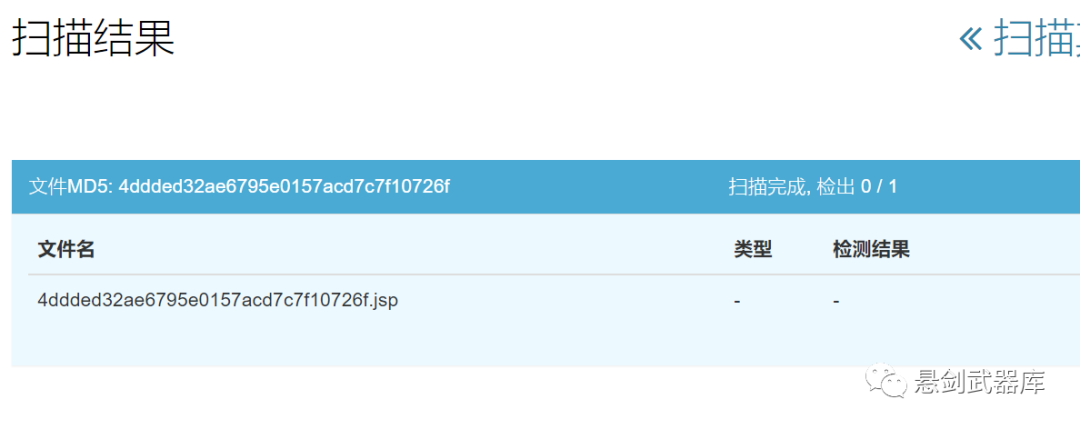 扫描结果
« 扫描
文件MD5: 4ddded32ae6795e0157acd7c7f10726f 扫描完成, 检出 0 / 1
文件名 类型 检测结果
4ddded32ae6795e0157acd7c7f10726f.jsp - -
悬剑武器库